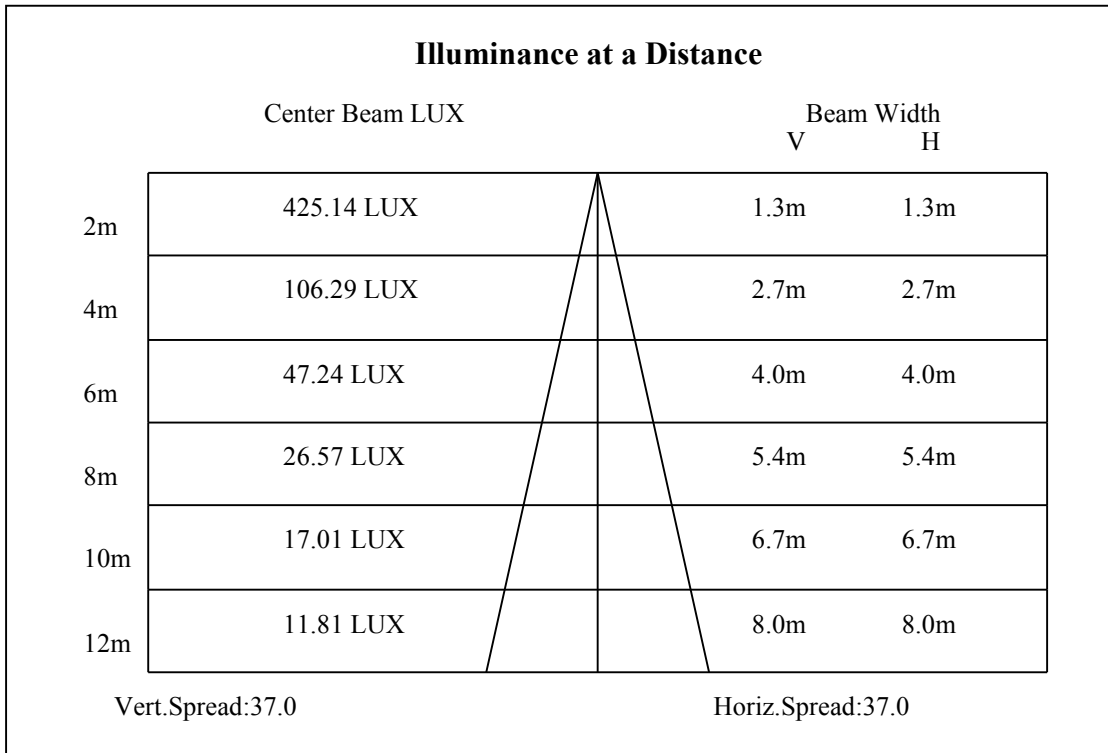 Illuminance at a Distance
Center Beam LUX Beam Width
V H
2m 425.14 LUX 1.3m 1.3m
4m 106.29 LUX 2.7m 2.7m
6m 47.24 LUX 4.0m 4.0m
8m 26.57 LUX 5.4m 5.4m
10m 17.01 LUX 6.7m 6.7m
12m 11.81 LUX 8.0m 8.0m
Vert.Spread:37.0 Horiz.Spread:37.0